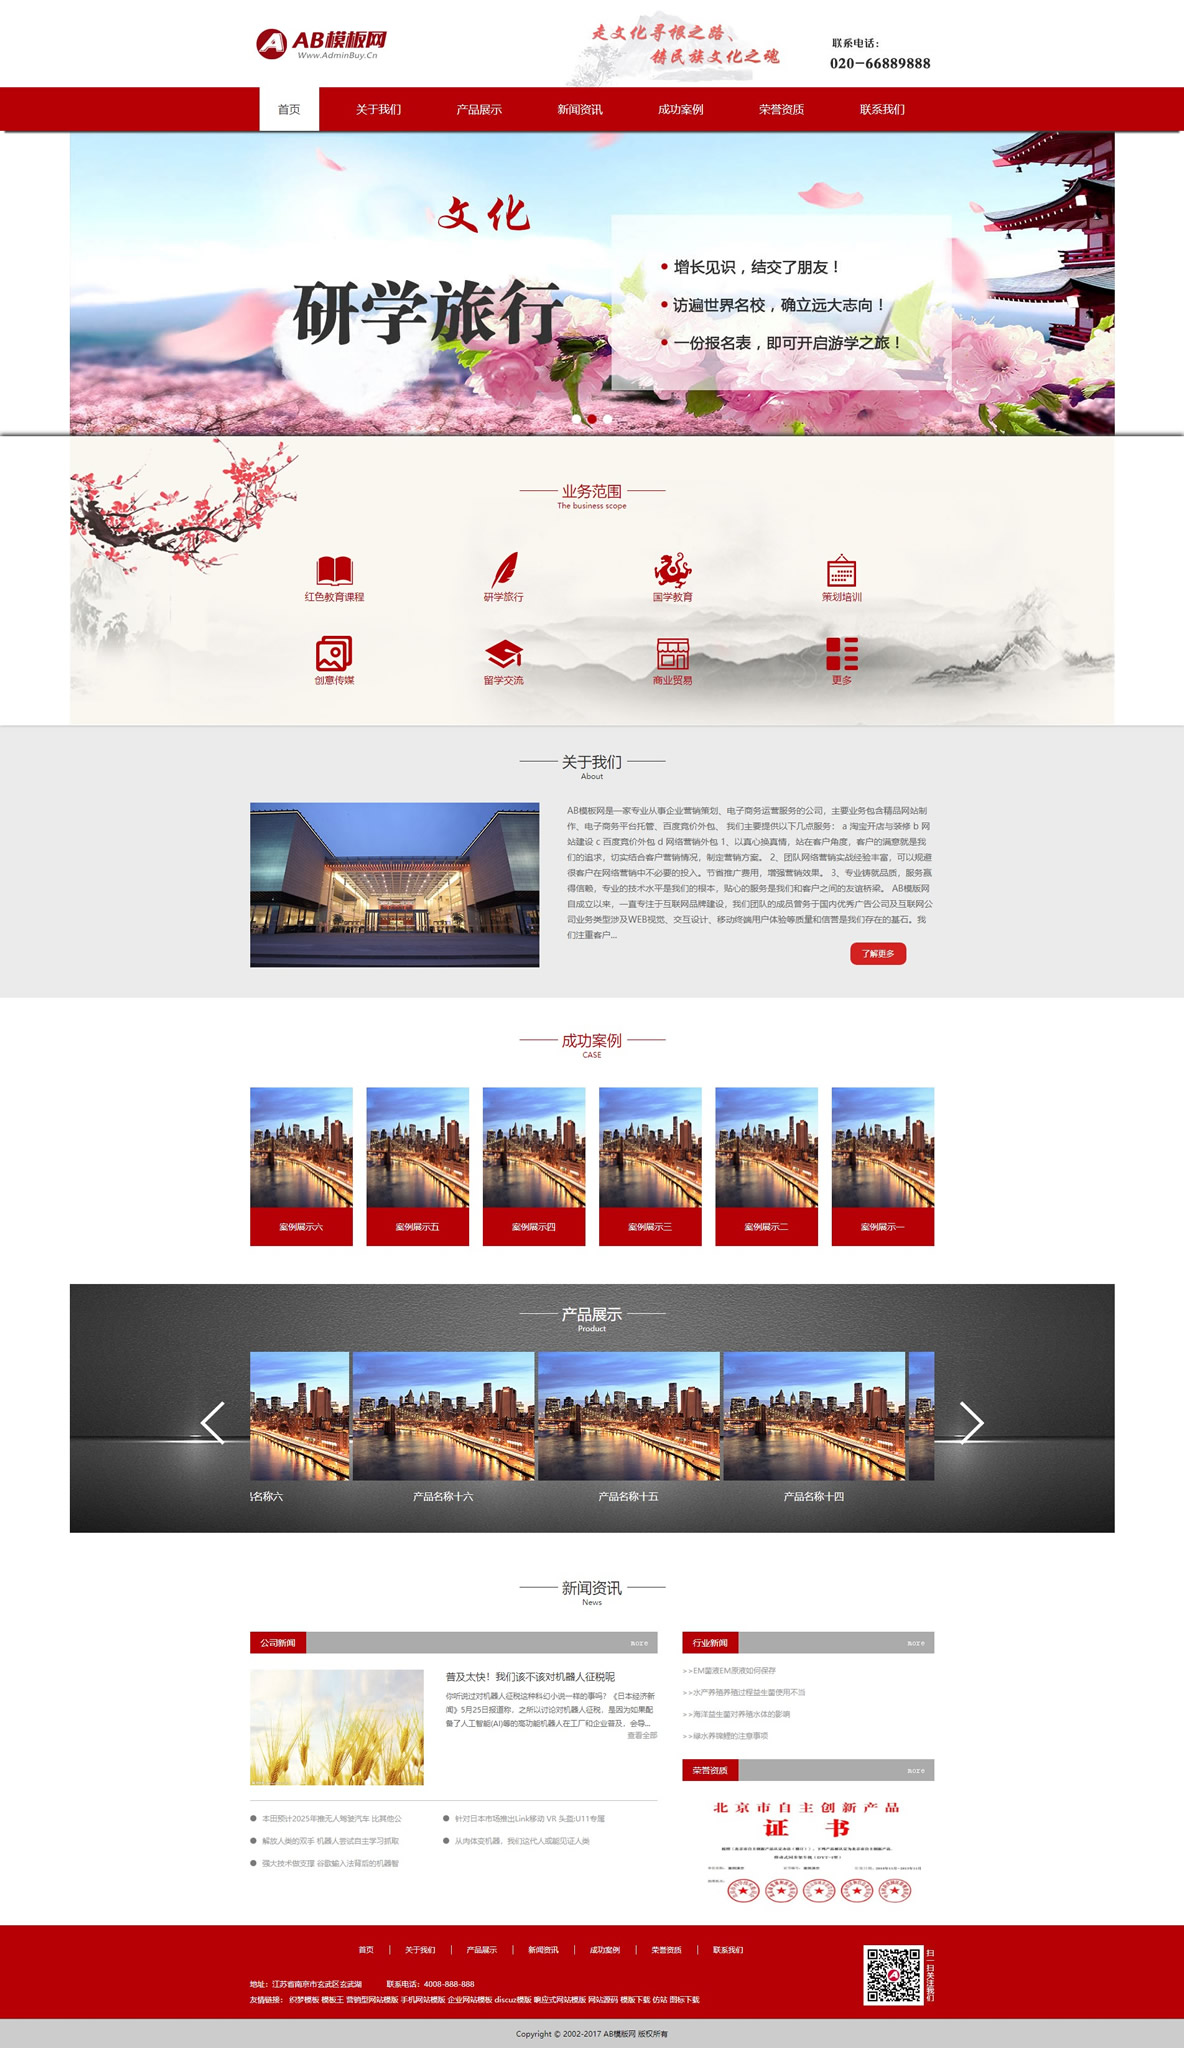 AB模板网
Www.AdminBuy.Cn
走文化寻根之路、
铸民族文化之魂
联系电话：
020-66889888
首页 关于我们 产品展示 新闻资讯 成功案例 荣誉资质 联系我们
文化
研学旅行
增长见识，结交了朋友！
访遍世界名校，确立远大志向！
一份报名表，即可开启游学之旅！
业务范围
The business scope
红色教育课程 研学旅行 国学教育 策划培训
创意传媒 留学交流 商业贸易 更多
关于我们
About
AB模板网是一家专业从事企业营销策划、电子商务运营服务的公司，主要业务包含精品网站制
作、电子商务平台托管、百度竞价外包、 我们主要提供以下几点服务： a 淘宝开店与装修 b 网
站建设 c 百度竞价外包 d 网络营销外包 1、以真心换真情，站在客户角度，客户的满意就是我
们的追求，切实结合客户营销情况，制定营销方案。 2、团队网络营销实战经验丰富，可以规避
很客户在网络营销中不必要的投入。节省推广费用，增强营销效果。 3、专业铸就品质，服务赢
得信赖，专业的技术水平是我们的根本，贴心的服务是我们和客户之间的友谊桥梁。 AB模版网
自成立以来，一直专注于互联网品牌建设，我们团队的成员曾务于国内优秀广告公司及互联网公
司业务类型涉及WEB视觉、交互设计、移动终端用户体验等质量和信誉是我们存在的基石。我
们注重客户...
了解更多
成功案例
CASE
案例展示六 案例展示五 案例展示四 案例展示三 案例展示二 案例展示一
产品展示
Product
名称六 产品名称十六 产品名称十五 产品名称十四
新闻资讯
News
公司新闻 more
普及太快！我们该不该对机器人征税呢
你听说过对机器人征税这种科幻小说一样的事吗？《日本经济新
闻》5月25日报道称，之所以讨论对机器人征税，是因为如果配
备了人工智能(AI)等的高功能机器人在工厂和企业普及，会导...
查看全部
本田预计2025年推无人驾驶汽车 比其他公
针对日本市场推出Link移动 VR 头盔:U11专属
解放人类的双手 机器人尝试自主学习抓取
从肉体变机器，我们这代人或能见证人类
强大技术做支撑 谷歌输入法背后的机器智
行业新闻 more
>>EM菌液EM原液如何保存
>>水产养殖养殖过程益生菌使用不当
>>海洋益生菌对养殖水体的影响
>>绿水养锦鲤的注意事项
荣誉资质 more
北京市自主创新产品
证 书
首页 关于我们 产品展示 新闻资讯 成功案例 荣誉资质 联系我们
地址：江苏省南京市玄武区玄武湖 联系电话：4008-888-888
友情链接： 织梦模板 模板王 营销型网站模版 手机网站模版 企业网站模板 discuz模版 响应式网站模版 网站源码 模版下载 仿站 图标下载
扫一扫关注我们
Copyright © 2002-2017 AB模版网 版权所有